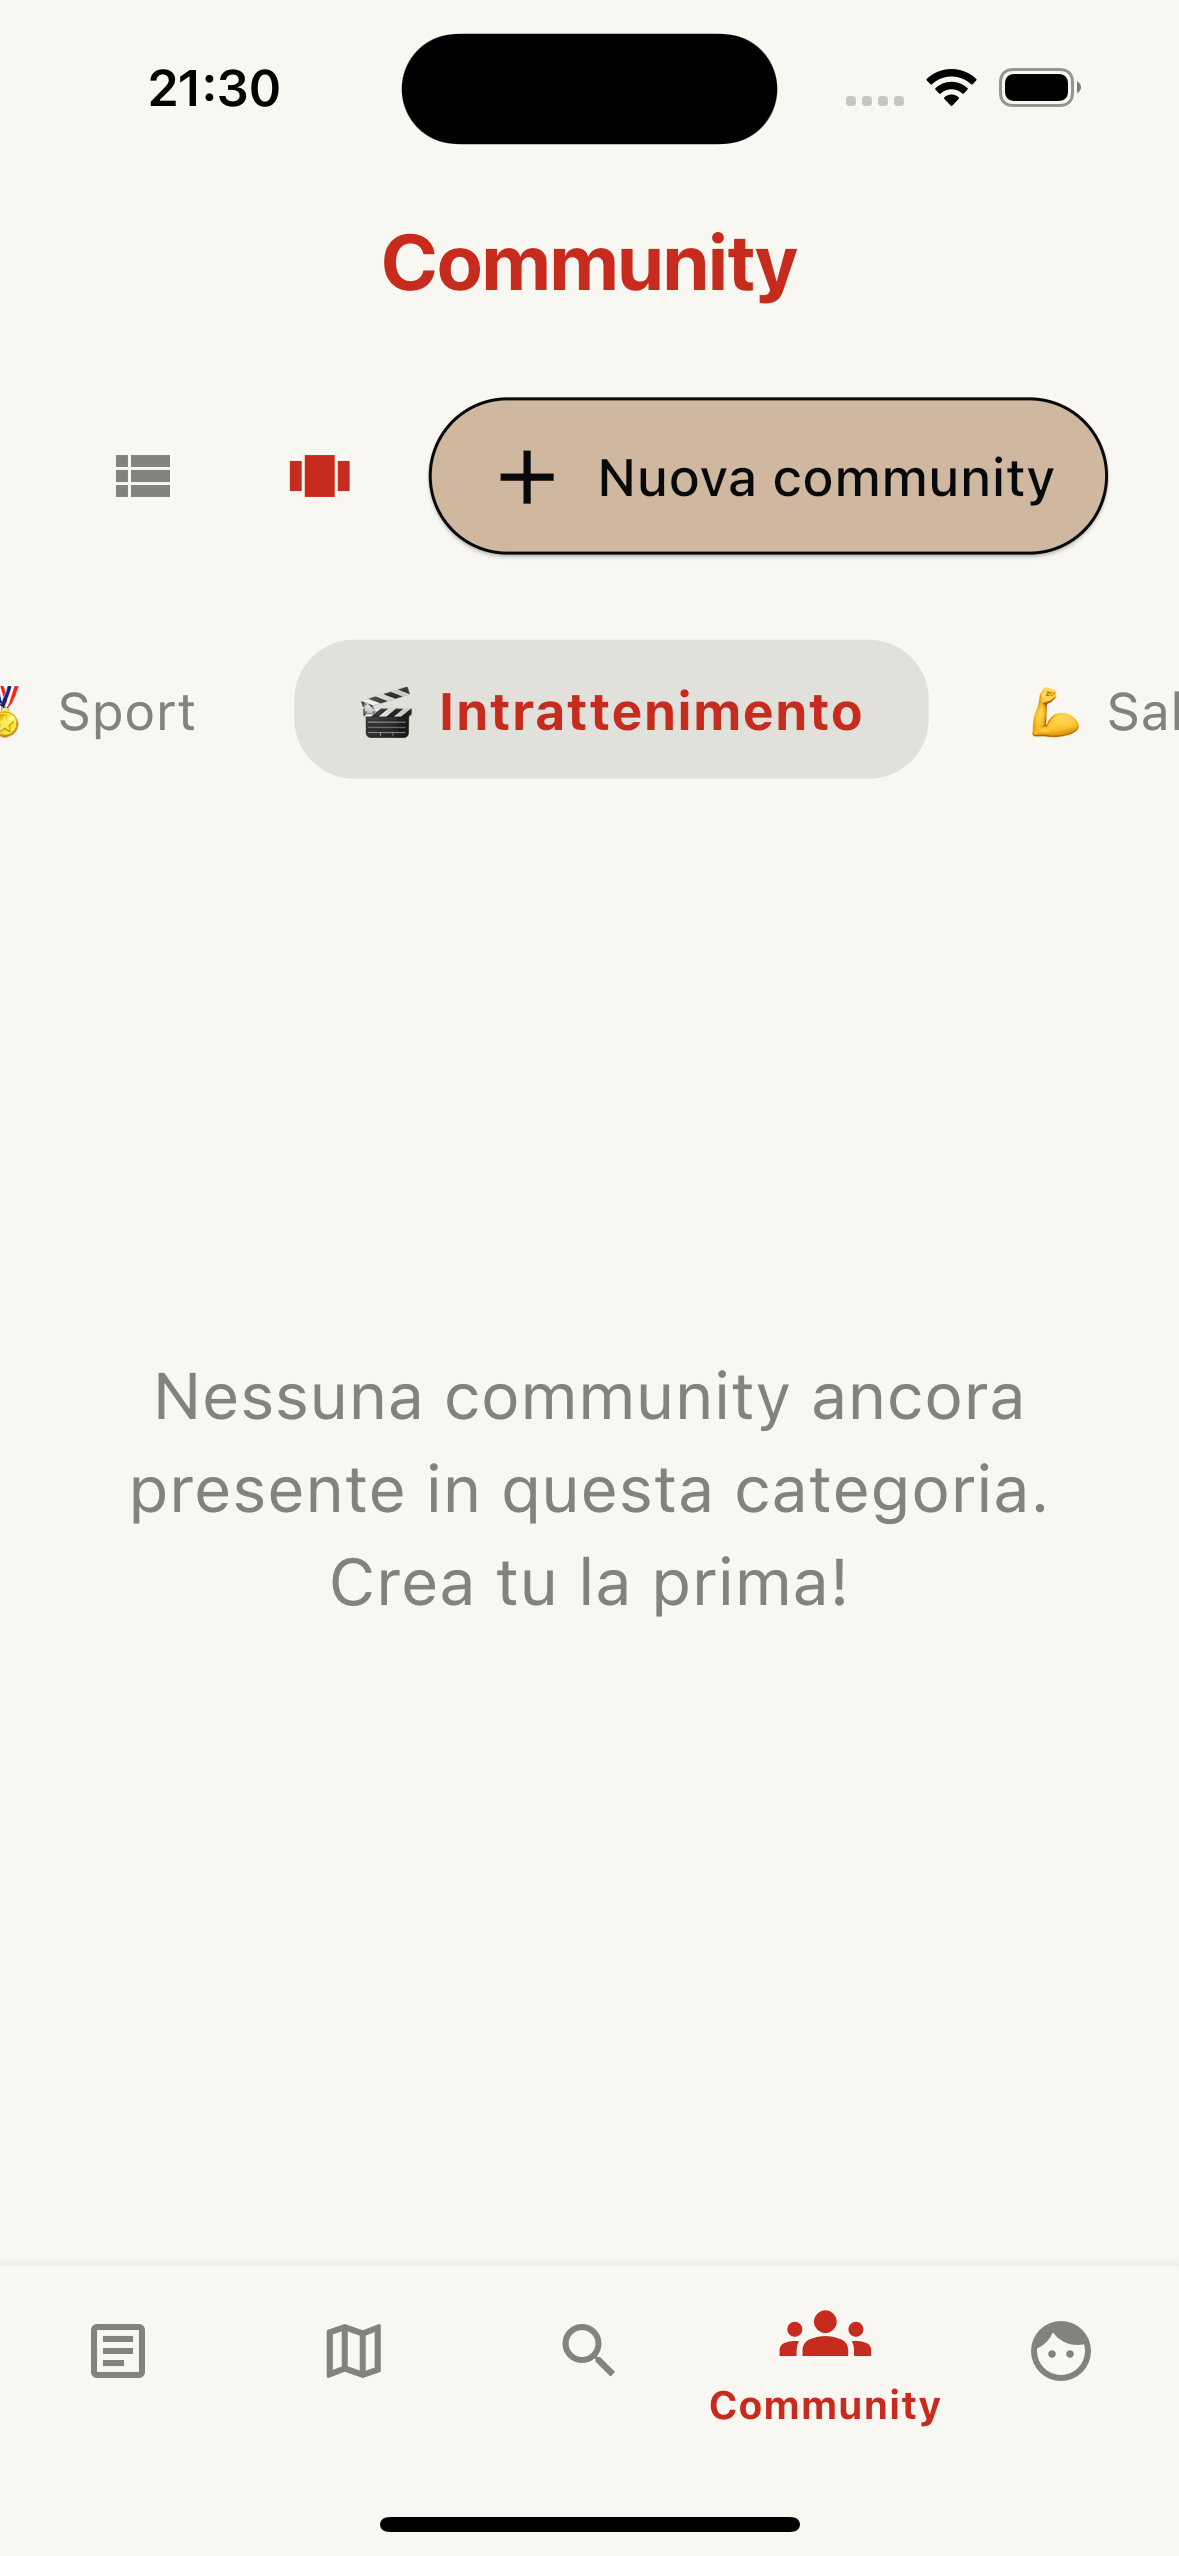 21:30
Community
Nuova community
Sport
Intrattenimento
Sal
Nessuna community ancora
presente in questa categoria.
Crea tu la prima!
Community